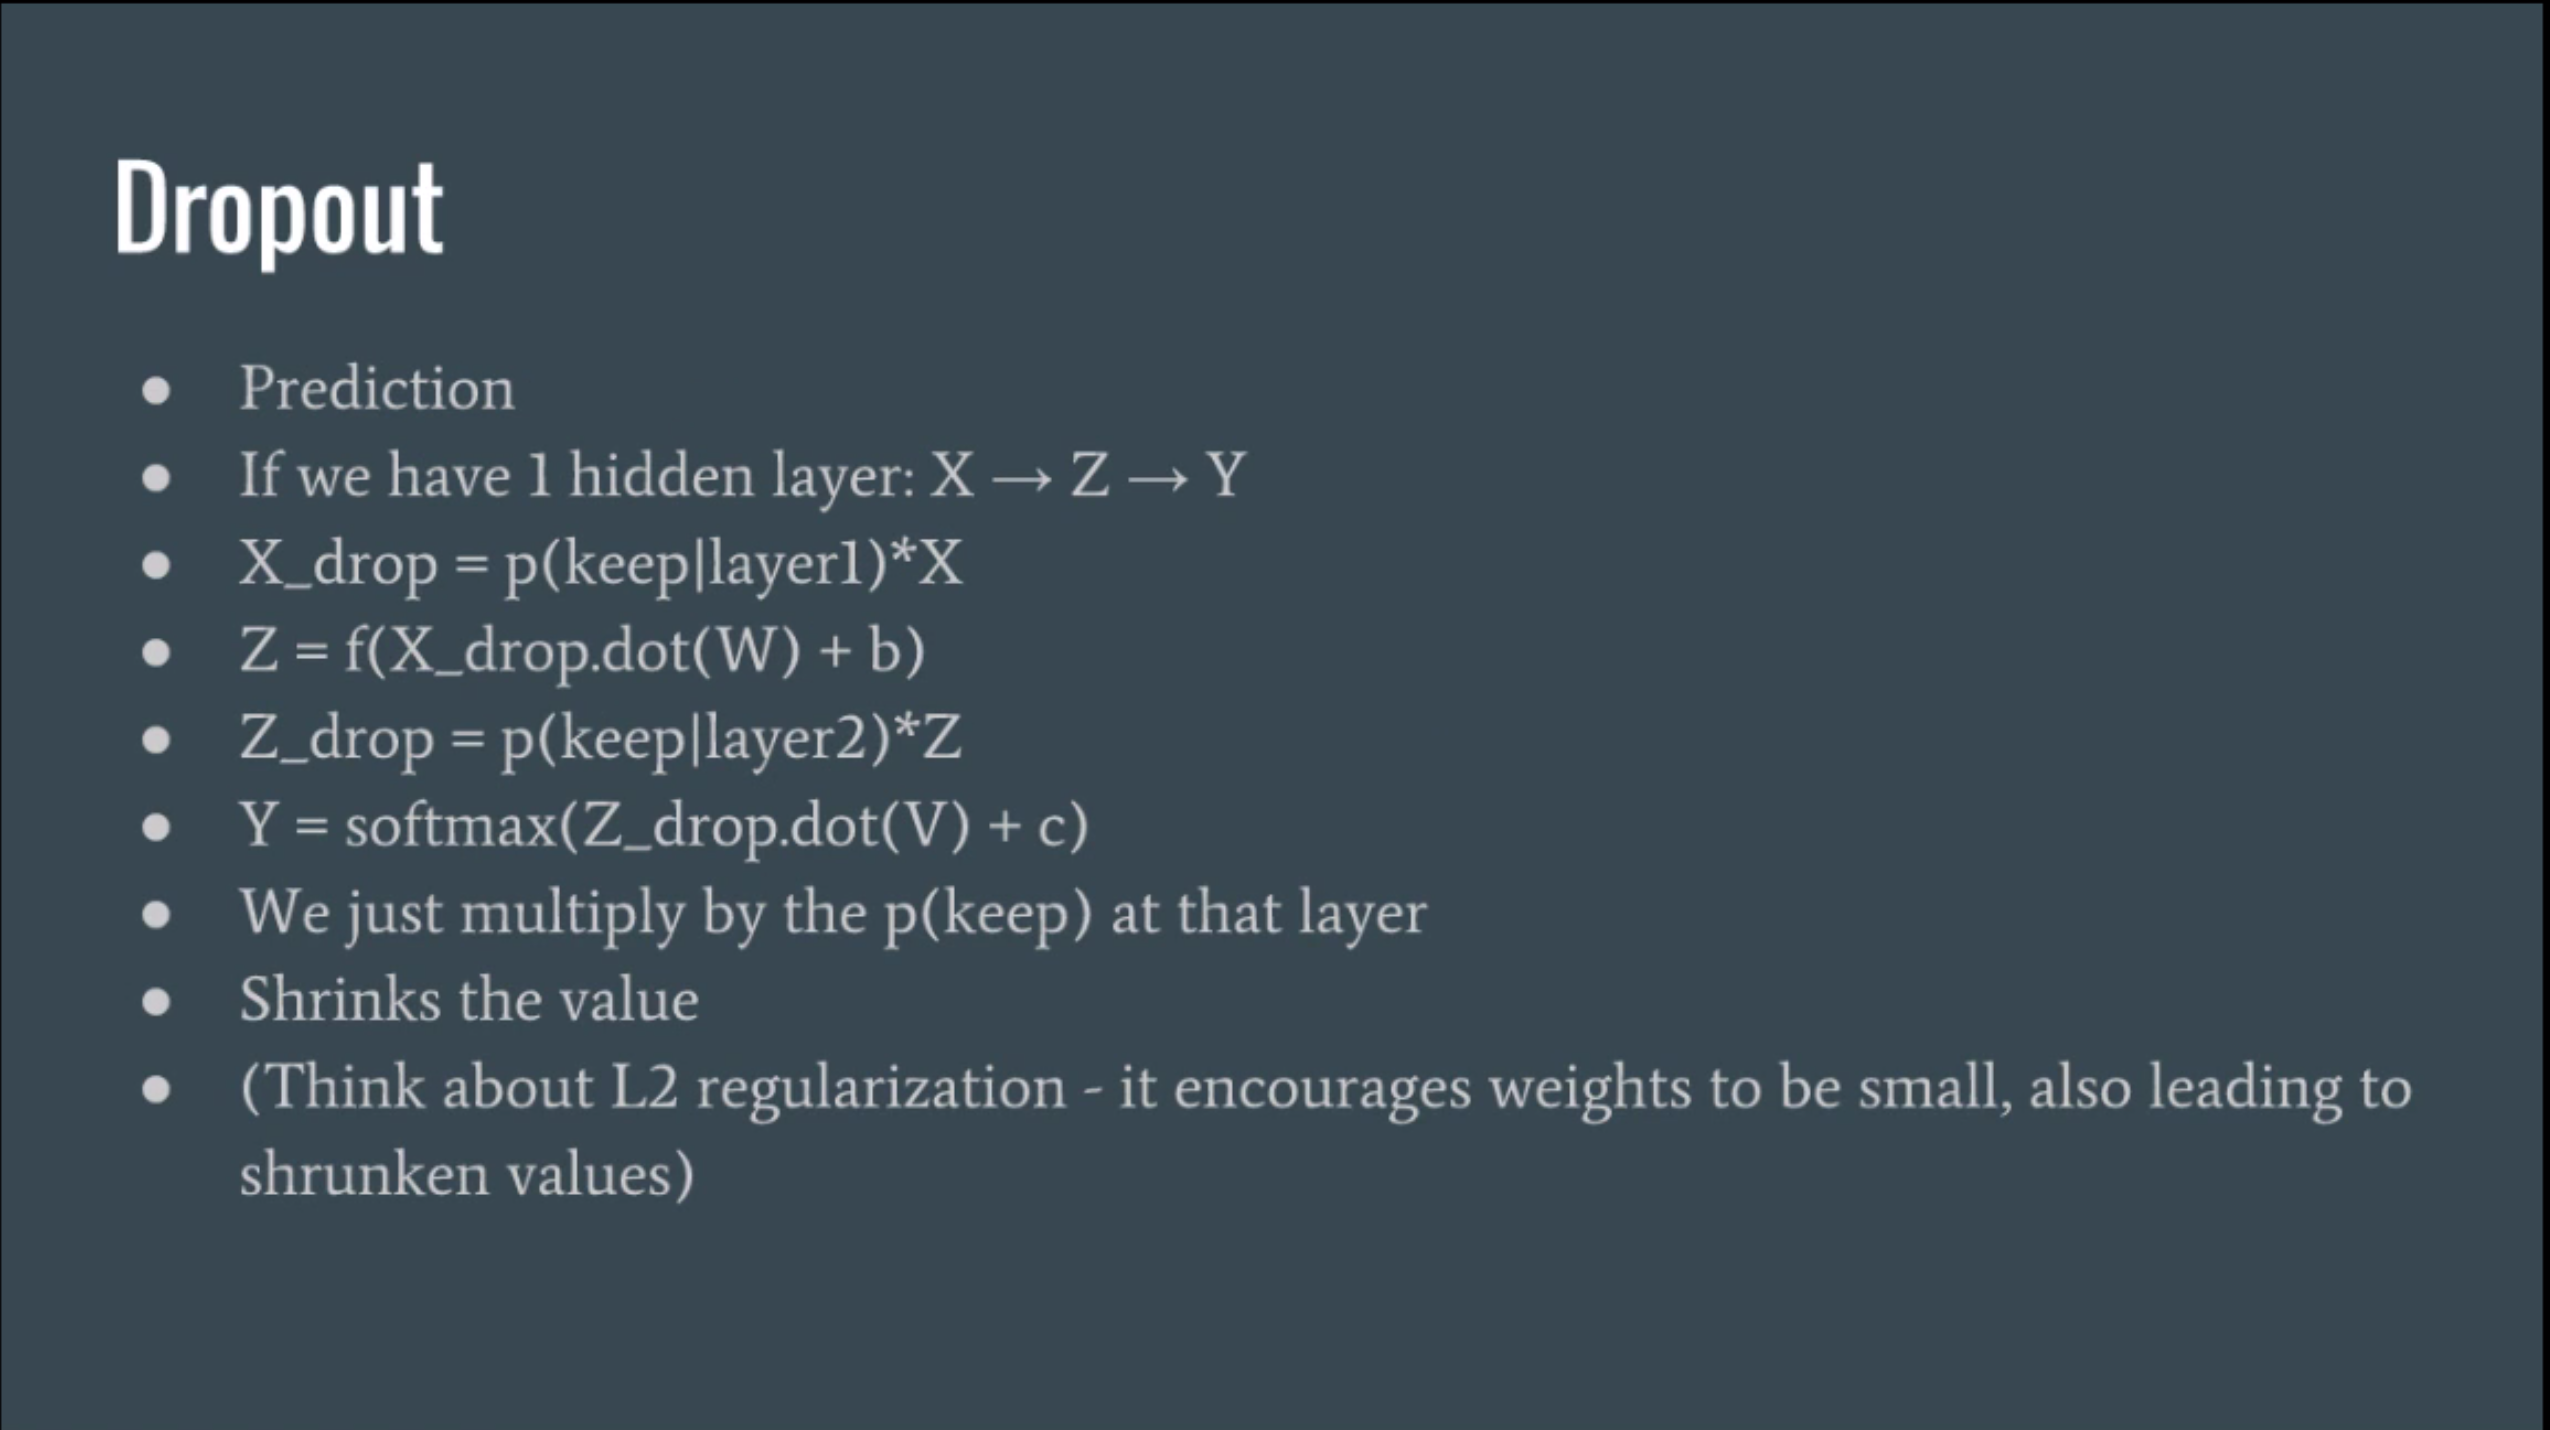 Dropout
● Prediction
● If we have 1 hidden layer: X → Z → Y
● X_drop = p(keep|layer1)*X
● Z = f(X_drop.dot(W) + b)
● Z_drop = p(keep|layer2)*Z
● Y = softmax(Z_drop.dot(V) + c)
● We just multiply by the p(keep) at that layer
● Shrinks the value
● (Think about L2 regularization - it encourages weights to be small, also leading to
shrunken values)